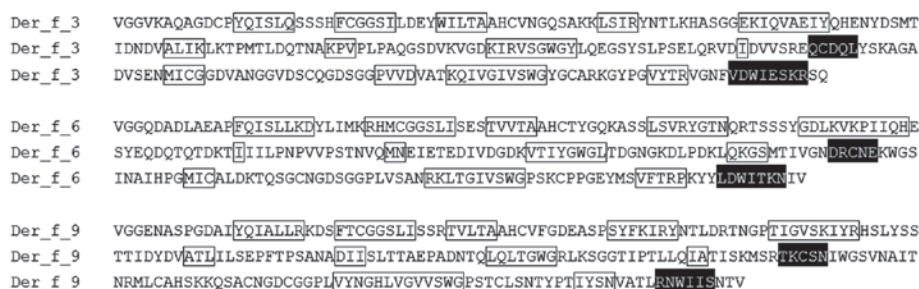 Der_f_3 VGGVKAQAGDCPYQISLQSSSHFCGGSILDEYWILTAAHCVNGQSAKKLSIRYNTLKHASGGEKIQVAEIYQHENYDSMT
Der_f_3 IDNDVALIKLKTPMTLDQTNAKPVPLPAQGSDVKVGDKIRVSGWGYLQEGSYSLPSELQRVDIDVVSREQCDQLYSKAGA
Der_f_3 DVSENMICGGDVANGGVDSCQGDSGGPVVDVATKQIVGIVSWGYGCARKGYPGVYTRVGNFVDWIESKRSQ
Der_f_6 VGGQDADLAEAPFQISLLKDYLIMKRHMCGGSLISESTVVTAAHCTYGQKASSLSVRYGTNQRTSSSYGDLKVKPIIQHE
Der_f_6 SYEQDQTQTDKTIIILPNPVVPSTNVQMNEIETEDIVDGDKVTIYGWGLTDGNGKDLPDKLQKGSMTIVGNDRCNEKWGS
Der_f_6 INAIHPGMICALDKTQSGCNGDSGGPLVSANRKLTGIVSWGPSKCPPGEYMSVFTRPKYYLDWITKNIV
Der_f_9 VGGENASPGDAIYQIALLRKDSFTCGGSLISSRTVLTAAHCVFGDEASPSYFKIRYNTLDRTNGPTIGVSKIYRHSLYSS
Der_f_9 TTIDYDVATLILSEPFTPSANADIISLTTAEPADNTQLQLTGWGRLKSGGTIPTLLQIATISKMSRTKCSNIWGSVNAIT
Der_f_9 NRMLCAHSKKQSACNGDCGGPLVYNGHLVGVVSWGPSTCLSNTYPTIYSNVATLRNWIISNTV